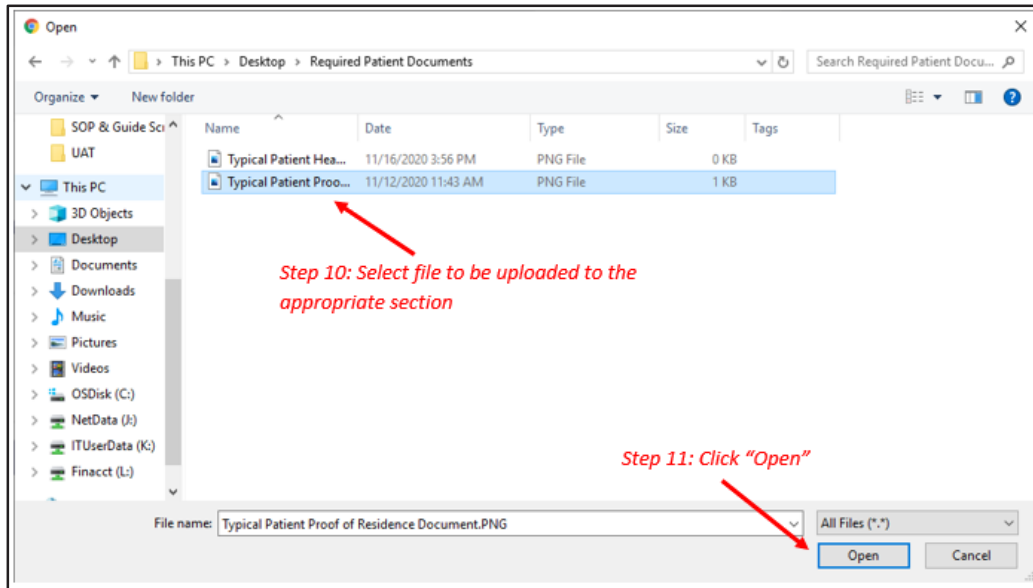 Open
This PC > Desktop > Required Patient Documents
Search Required Patient Docu...
Organize
New folder
SOP & Guide Scr
UAT
This PC
3D Objects
Desktop
Documents
Downloads
Music
Pictures
Videos
OSDisk (C:)
NetData (J:)
ITUserData (K:)
Finacct (L:)
Name Date Type Size Tags
Typical Patient Hea... 11/16/2020 3:56 PM PNG File 0 KB
Typical Patient Proo... 11/12/2020 11:43 AM PNG File 1 KB
Step 10: Select file to be uploaded to the
appropriate section
Step 11: Click “Open”
File name: Typical Patient Proof of Residence Document.PNG
All Files (*.*)
Open
Cancel